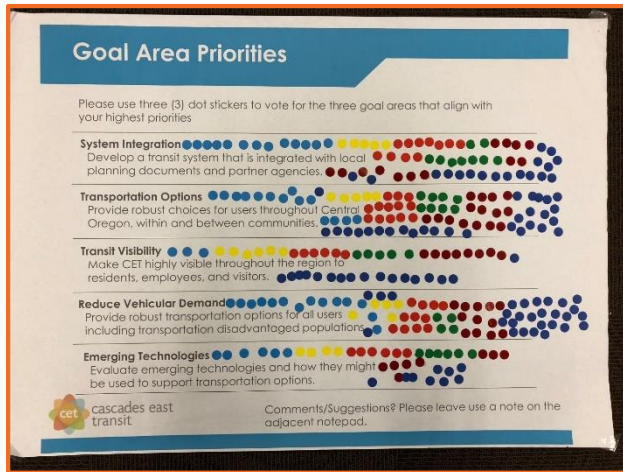 Goal Area Priorities
Please use three (3) dot stickers to vote for the three goal areas that align with
your highest priorities
System Integration
Develop a transit system that is integrated with local
planning documents and partner agencies.
Transportation Options
Provide robust choices for users throughout Central
Oregon, within and between communities.
Transit Visibility
Make CET highly visible throughout the region to
residents, employees, and visitors.
Reduce Vehicular Demand
Provide robust transportation options for all users
including transportation disadvantaged populations
Emerging Technologies
Evaluate emerging technologies and how they might
be used to support transportation options.
cet
cascades east
transit
Comments/Suggestions? Please leave use a note on the
adjacent notepad.